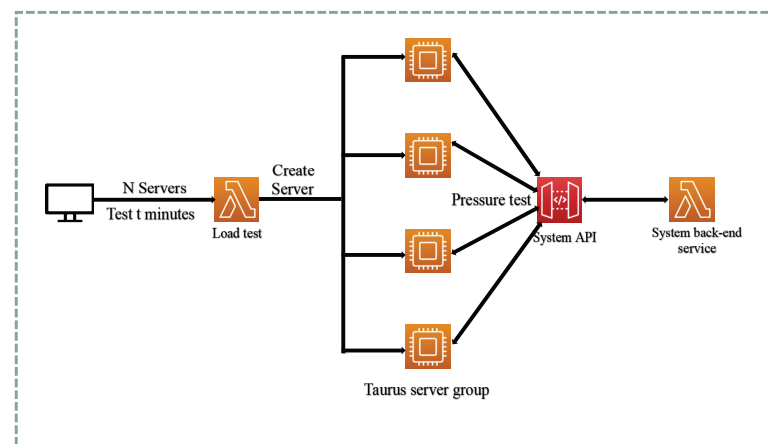 N Servers
Test t minutes
Load test
Create
Server
Pressure test
System API
System back-end
service
Taurus server group